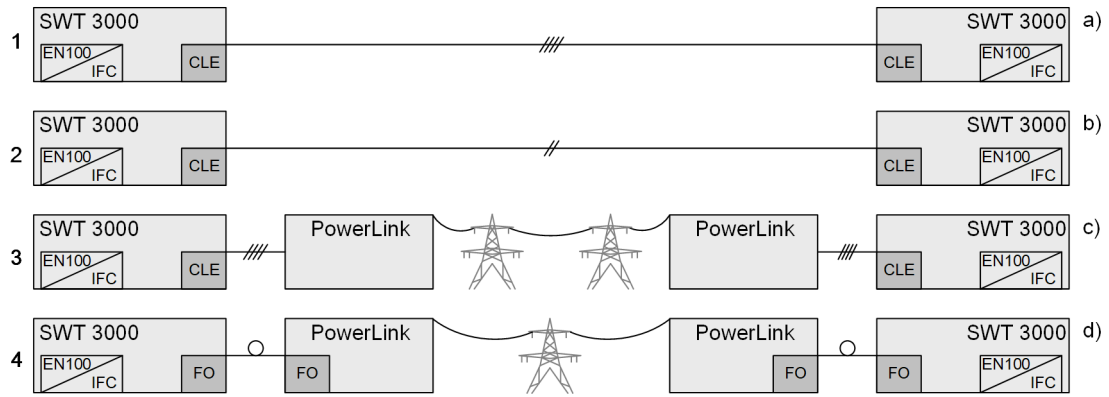 SWT 3000 SWT 3000 a)
1 EN100 IFC CLE CLE EN100 IFC
SWT 3000 SWT 3000 b)
2 EN100 IFC CLE CLE EN100 IFC
SWT 3000 PowerLink PowerLink SWT 3000 c)
3 EN100 IFC CLE CLE EN100 IFC
SWT 3000 PowerLink PowerLink SWT 3000 d)
4 EN100 IFC FO FO FO FO EN100 IFC